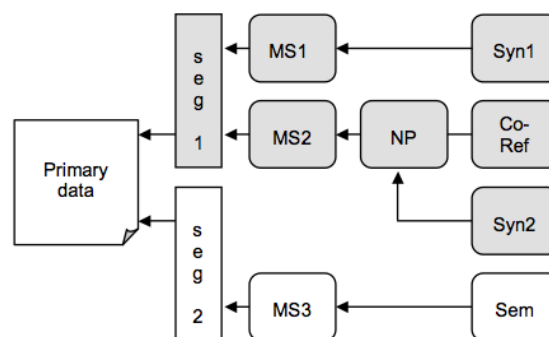 s
e
g
1
MS1
Syn1
MS2
NP
Co-
Ref
Primary
data
Syn2
s
e
g
2
MS3
Sem